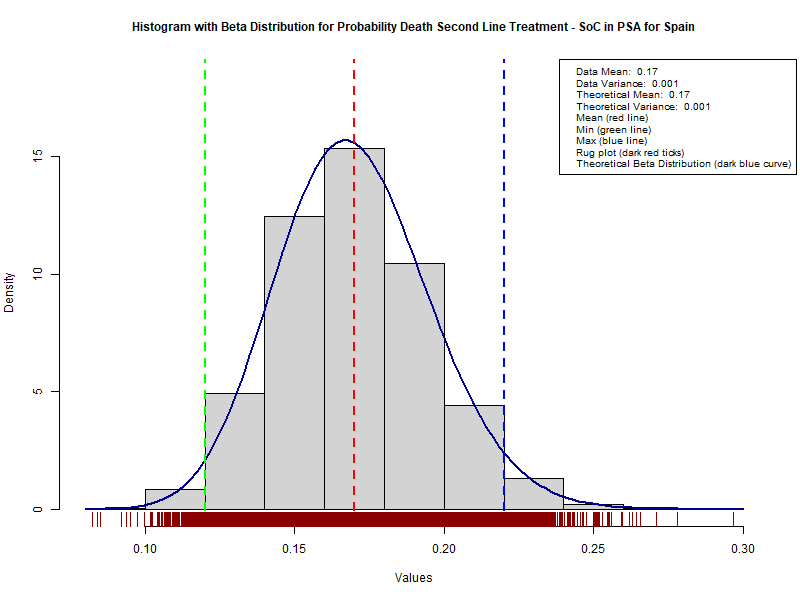 Histogram with Beta Distribution for Probability Death Second Line Treatment - SoC in PSA for Spain
Data Mean: 0.17
Data Variance: 0.001
Theoretical Mean: 0.17
Theoretical Variance: 0.001
Mean (red line)
Min (green line)
Max (blue line)
Rug plot (dark red ticks)
Theoretical Beta Distribution (dark blue curve)
Density
15
10
5
0
0.10 0.15 0.20 0.25 0.30
Values